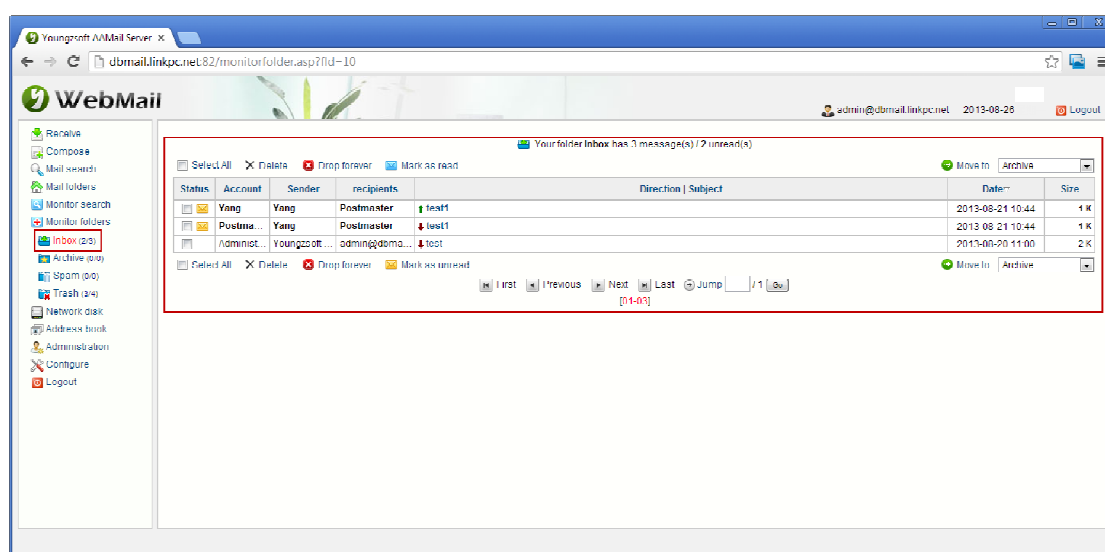 Youngzsoft AAMail Server
dbmail.linkpc.net:82/monitorfolder.asp?fId=10
WebMail
admin@dbmail.linkpc.net 2013-08-26 Logout
Receive
Compose
Mail search
Mail folders
Monitor search
Monitor folders
Inbox (2/3)
Archive (0/0)
Spam (0/0)
Trash (3/4)
Network disk
Address book
Administration
Configure
Logout
Your folder Inbox has 3 message(s) / 2 unread(s)
Select All Delete Drop forever Mark as read Move to Archive
Status Account Sender recipients Direction | Subject Date Size
Yang Yang Postmaster test1 2013-08-21 10:44 1 K
Postma... Yang Postmaster test1 2013-08-21 10:44 1 K
Administ... Youngzsoft ... admin@dbma... test 2013-08-20 11:00 2 K
Select All Delete Drop forever Mark as unread Move to Archive
First Previous Next Last Jump / 1 Go
[01-03]